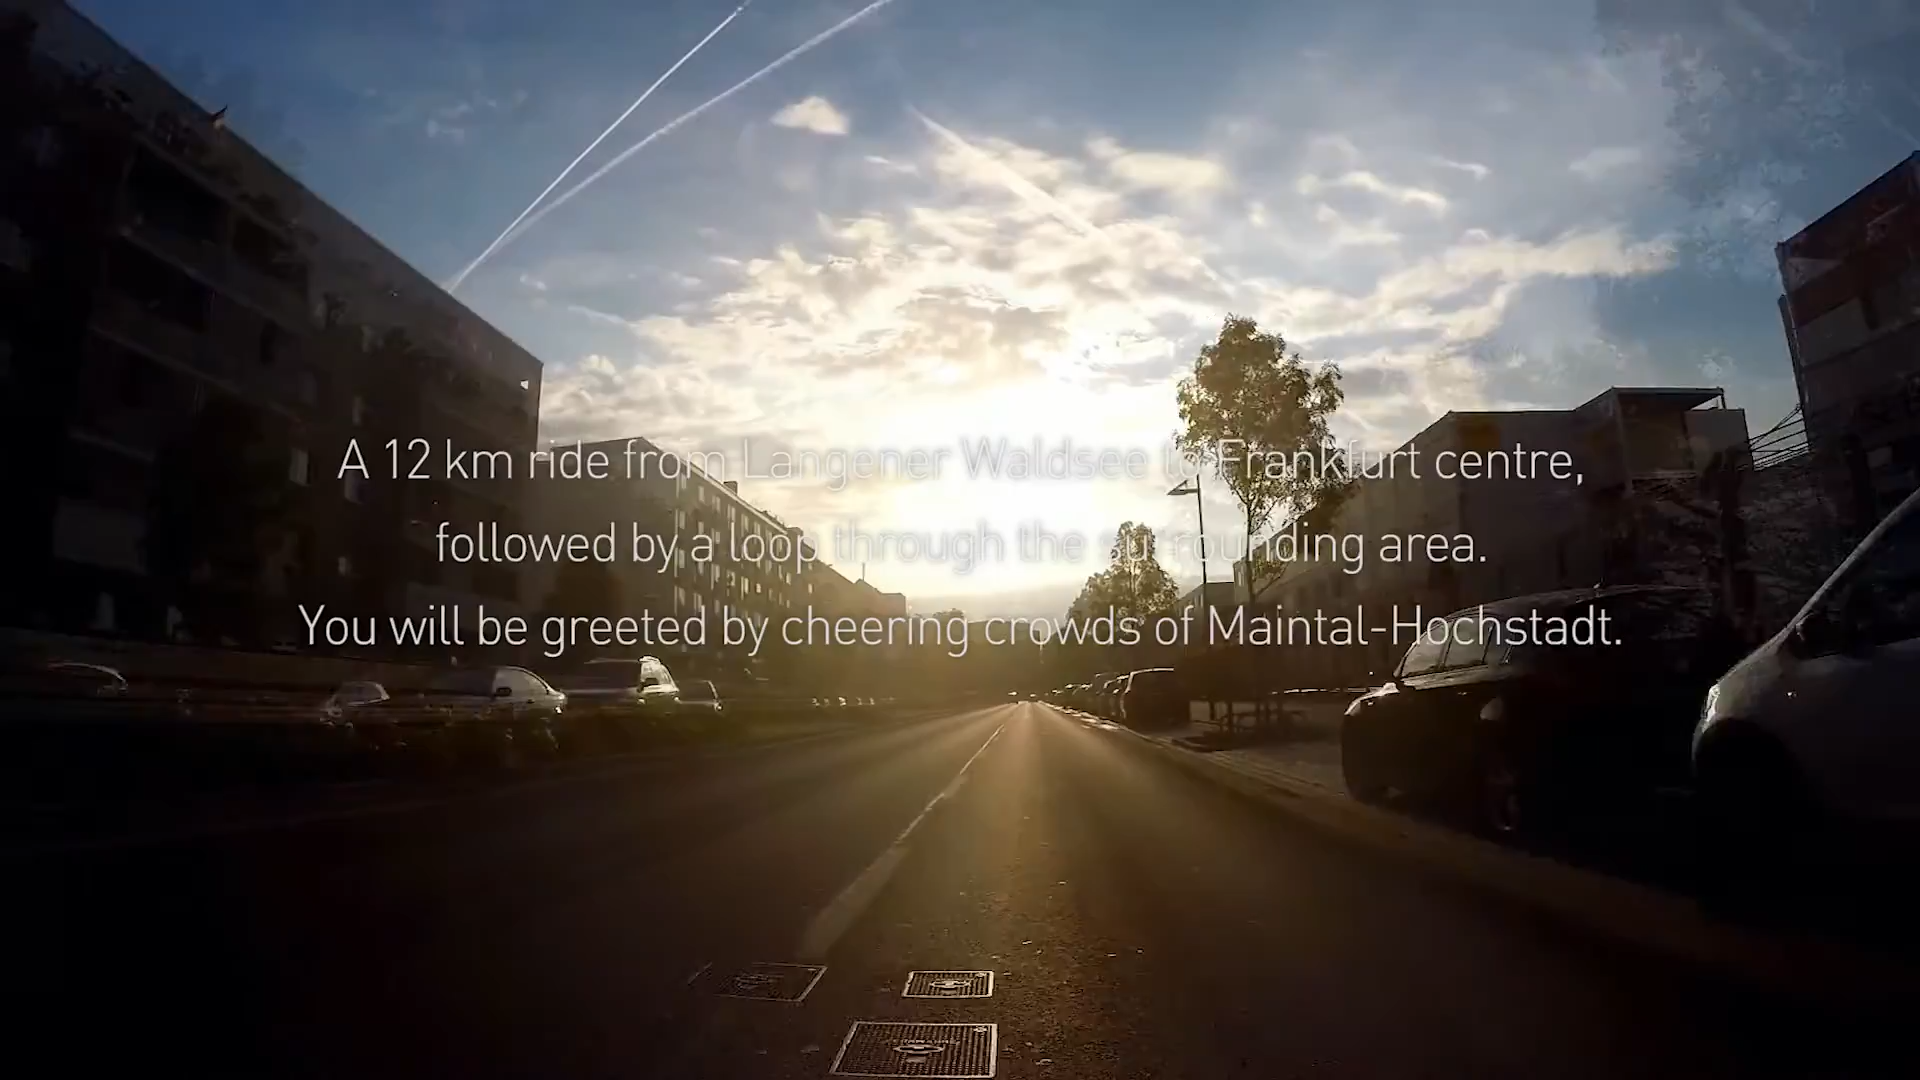 A 12 km ride from Langener Waldsee to Frankfurt centre,
followed by a loop through the surrounding area.
You will be greeted by cheering crowds of Maintal-Hochstadt.